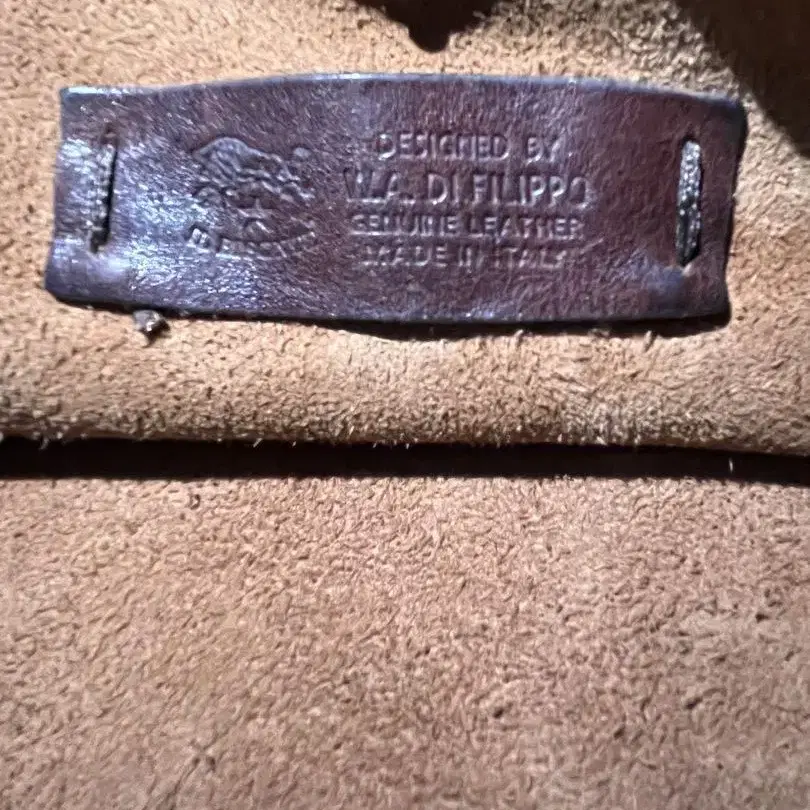 DESIGNED BY
W.A. DI FILIPPO
GENUINE LEATHER
MADE IN ITALY